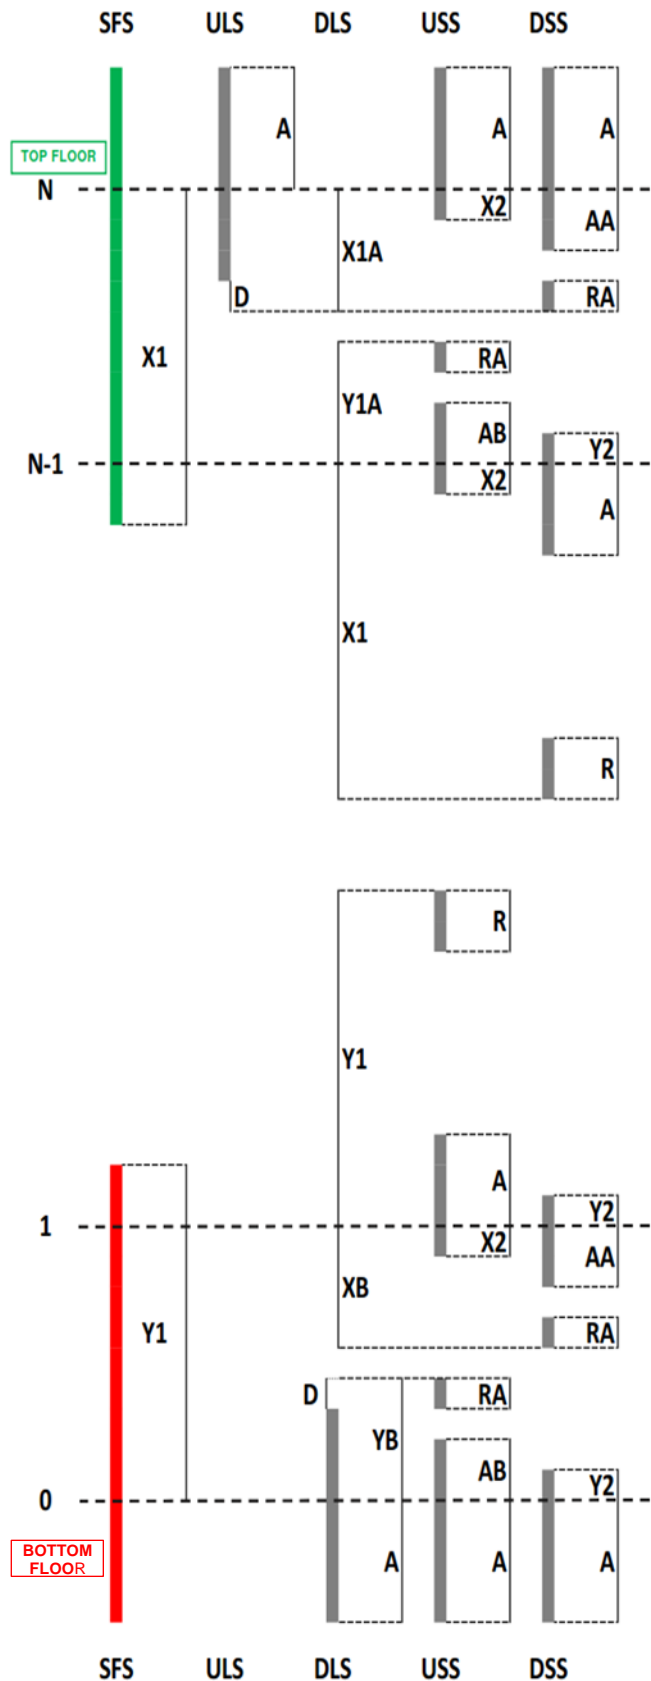 SFS ULS DLS USS DSS
A A A
TOP FLOOR
N
X2
AA
X1A
D RA
X1
RA
Y1A
AB
Y2
N-1
X2
A
X1
R
R
Y1
A
Y2
1
X2
AA
XB
RA
Y1
D RA
YB
AB
Y2
0
BOTTOM
FLOOR
A A A
SFS ULS DLS USS DSS